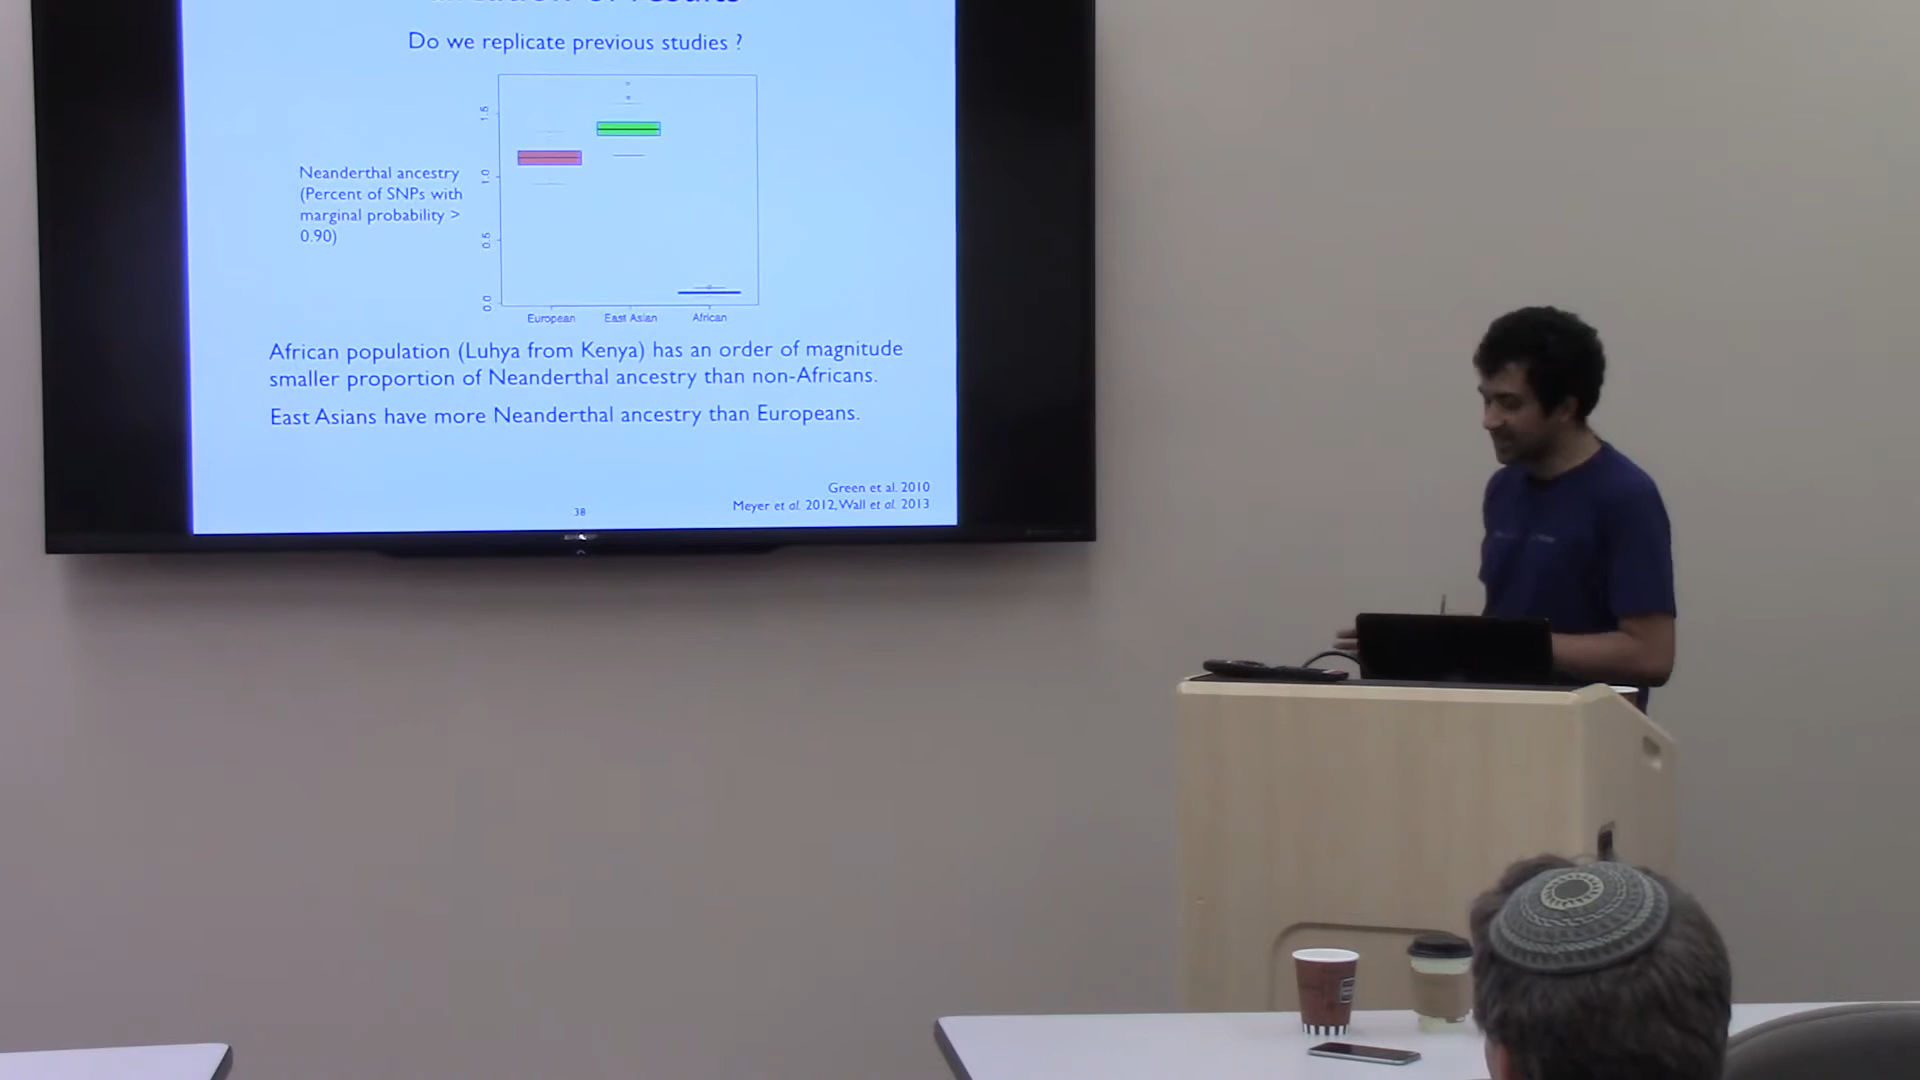 of results
Do we replicate previous studies ?
Neanderthal ancestry
(Percent of SNPs with
marginal probability >
0.90)
1.5
1.0
0.5
0.0
European East Asian African
African population (Luhya from Kenya) has an order of magnitude
smaller proportion of Neanderthal ancestry than non-Africans.
East Asians have more Neanderthal ancestry than Europeans.
Green et al. 2010
Meyer et al. 2012, Wall et al. 2013
38